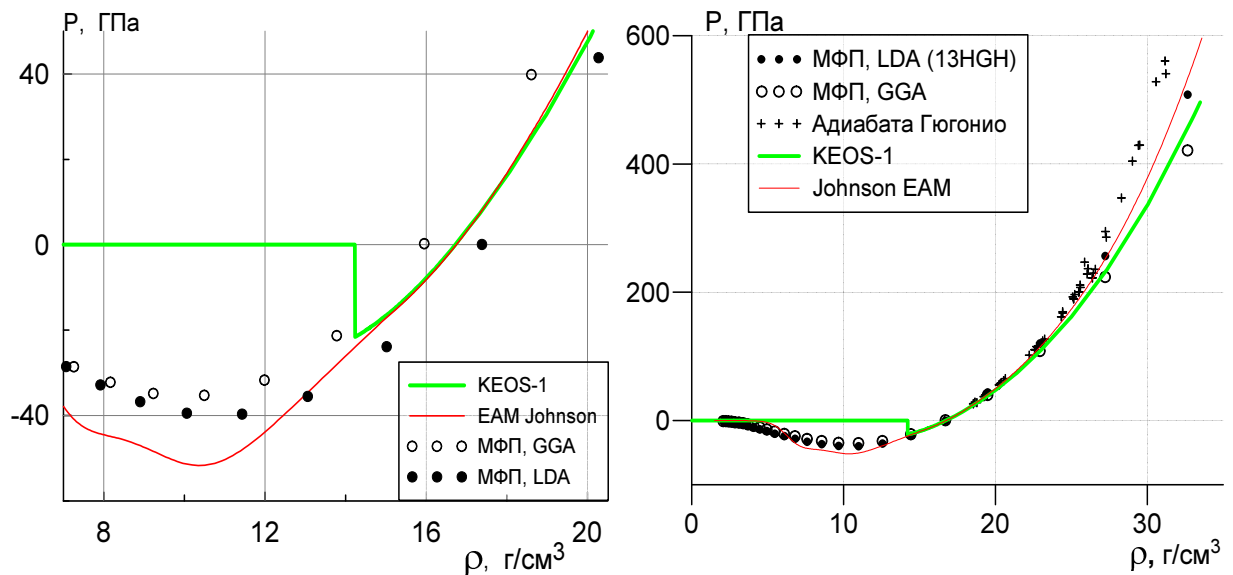 P, ГПа
40
0
-40
8
12
16
20
ρ, г/см³
KEOS-1
EAM Johnson
МФП, GGA
МФП, LDA
P, ГПа
600
400
200
0
0
10
20
30
ρ, г/см³
МФП, LDA (13HGH)
МФП, GGA
Адиабата Гюгонио
KEOS-1
Johnson EAM